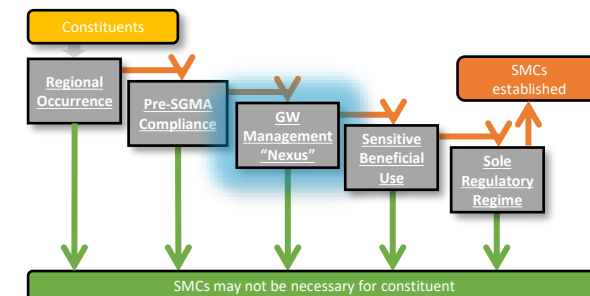 Constituents
Regional
Occurrence
Pre-SGMA
Compliance
GW
Management
“Nexus”
Sensitive
Beneficial
Use
Sole
Regulatory
Regime
SMCs
established
SMCs may not be necessary for constituent